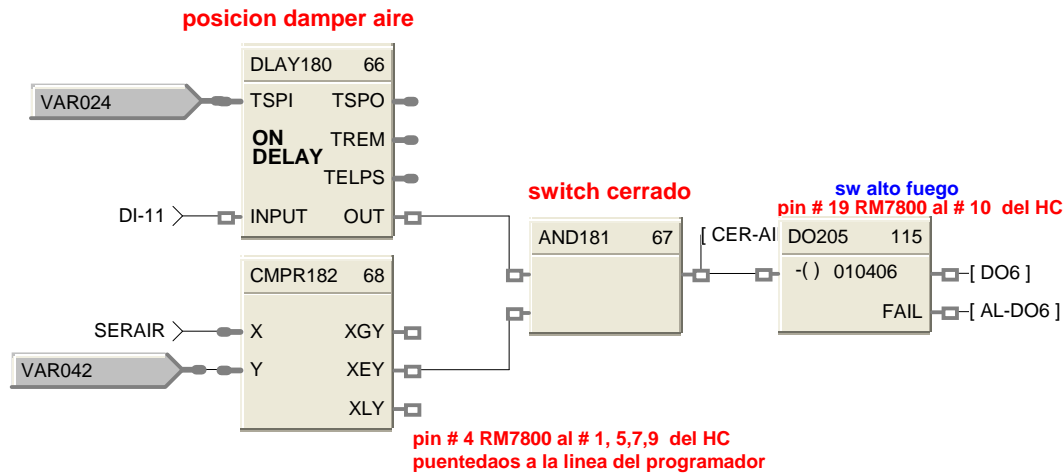 posicion damper aire
DLAY180 66
VAR024
TSPI TSPO
ON
DELAY
TREM
TELPS
DI-11 INPUT OUT
switch cerrado
sw alto fuego
pin # 19 RM7800 al # 10 del HC
AND181 67
[ CER-AI
DO205 115
-( ) 010406
[ DO6 ]
FAIL
[ AL-DO6 ]
CMPR182 68
SERAIR X XGY
VAR042
Y XEY
XLY
pin # 4 RM7800 al # 1, 5,7,9 del HC
puentedaos a la linea del programador